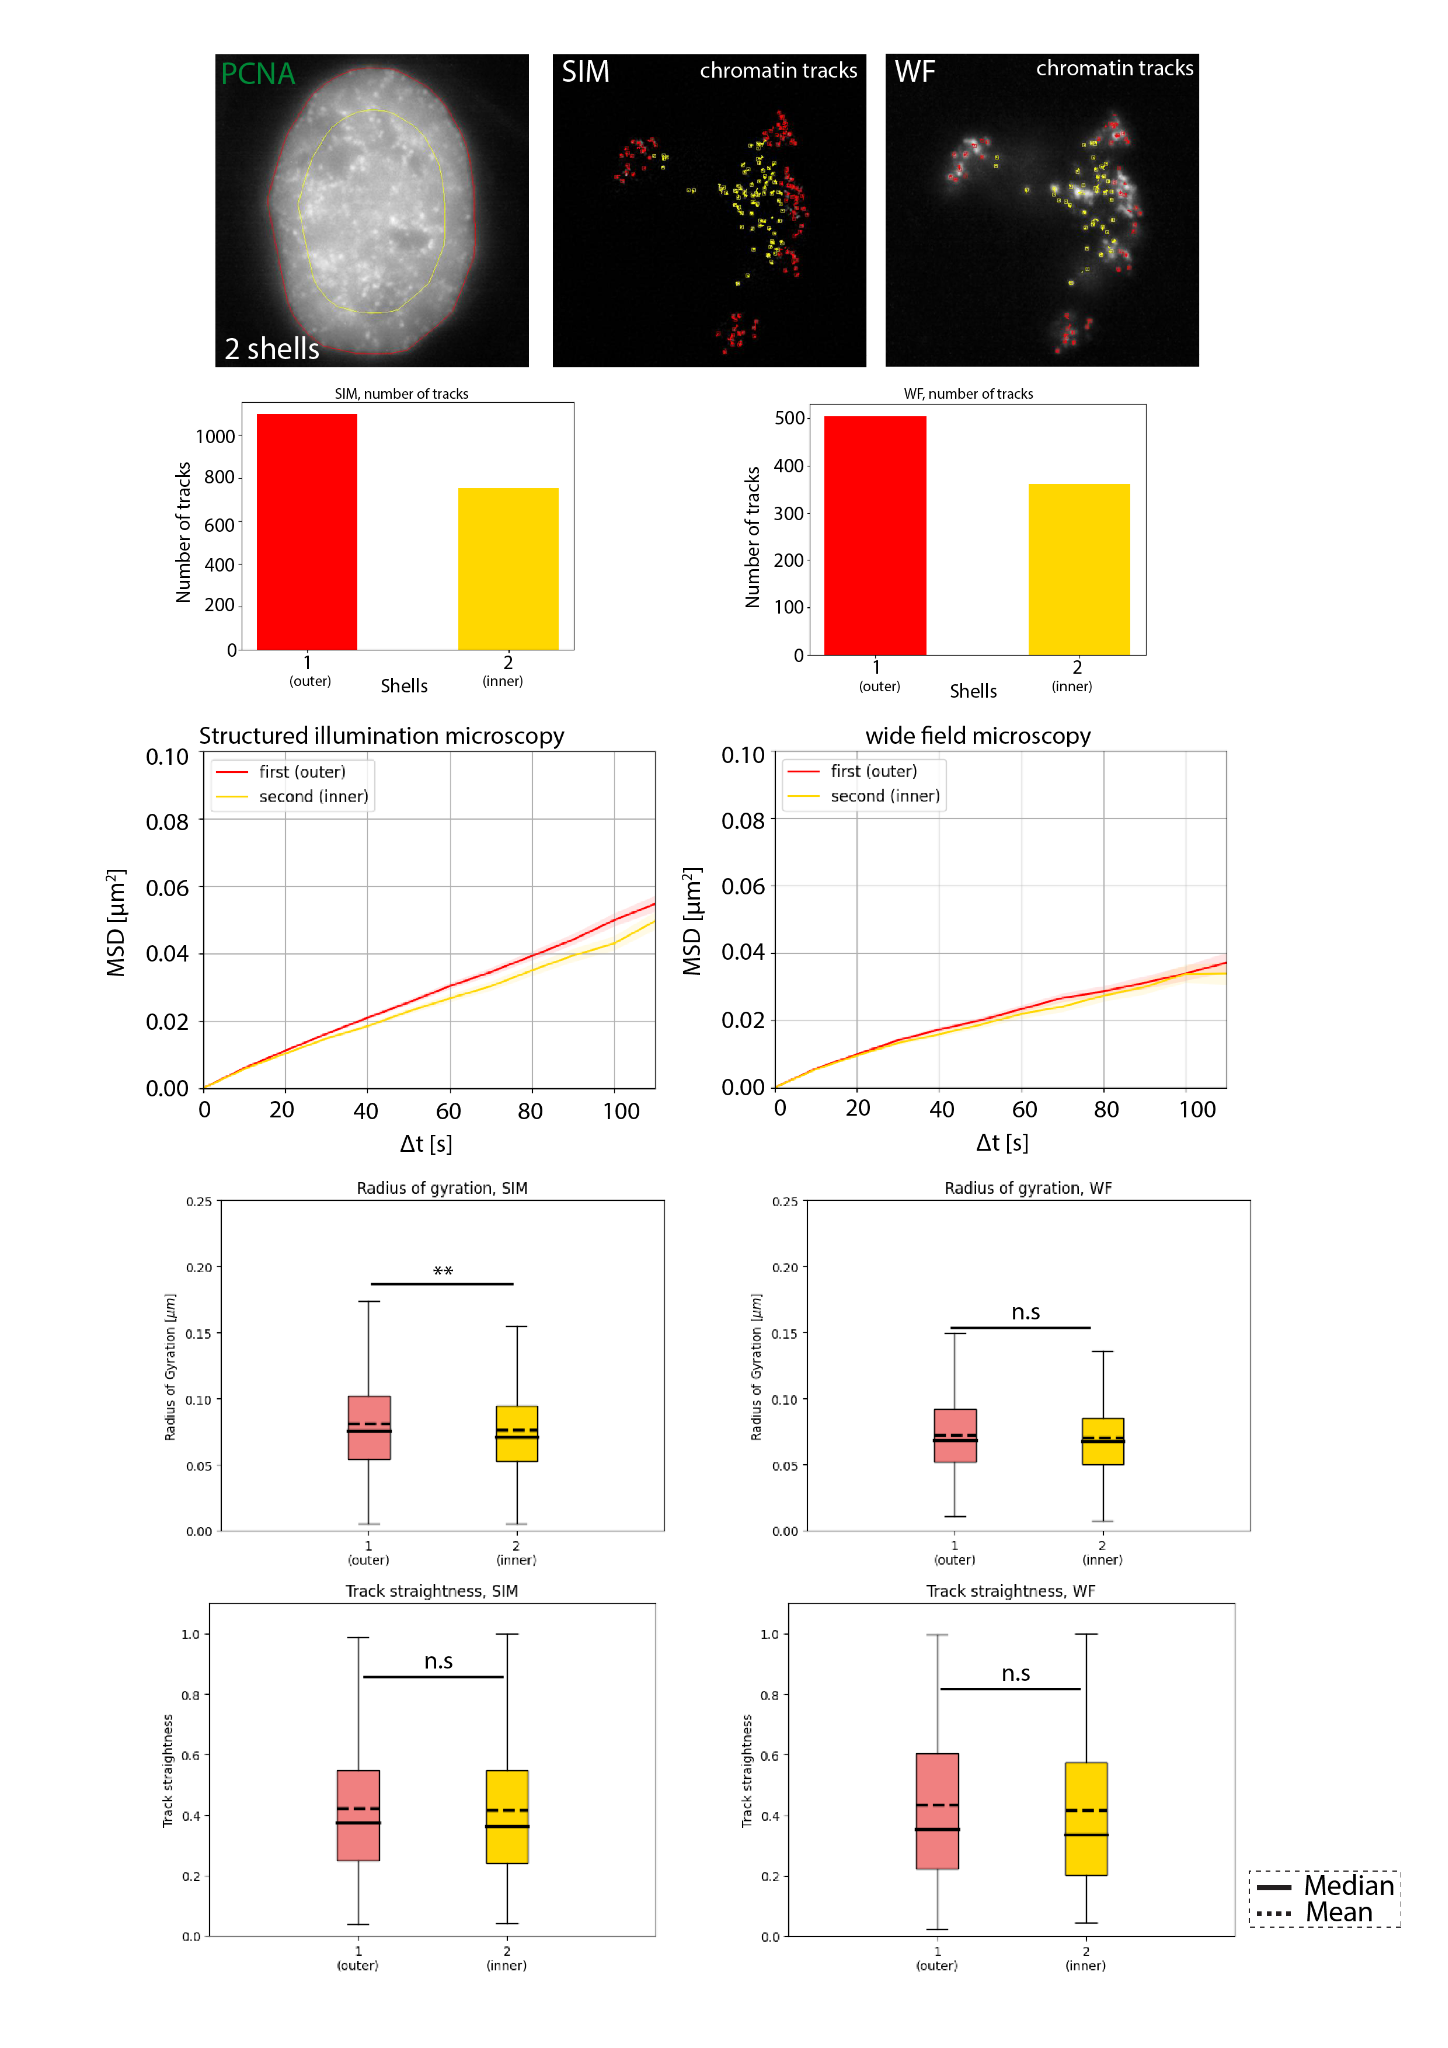 PCNA
2 shells
SIM
chromatin tracks
WF
chromatin tracks
SIM, number of tracks
Number of tracks
1000
800
600
400
200
0
1
(outer)
2
(inner)
Shells
WF, number of tracks
Number of tracks
500
400
300
200
100
0
1
(outer)
2
(inner)
Shells
Structured illumination microscopy
first (outer)
second (inner)
MSD [µm²]
0.10
0.08
0.06
0.04
0.02
0.00
0 20 40 60 80 100
Δt [s]
wide field microscopy
first (outer)
second (inner)
MSD [µm²]
0.10
0.08
0.06
0.04
0.02
0.00
0 20 40 60 80 100
Δt [s]
Radius of gyration, SIM
Radius of Gyration [µm]
0.25
0.20
0.15
0.10
0.05
0.00
**
1
(outer)
2
(inner)
Radius of gyration, WF
Radius of Gyration [µm]
0.25
0.20
0.15
0.10
0.05
0.00
n.s
1
(outer)
2
(inner)
Track straightness, SIM
Track straightness
1.0
0.8
0.6
0.4
0.2
0.0
n.s
1
(outer)
2
(inner)
Track straightness, WF
Track straightness
1.0
0.8
0.6
0.4
0.2
0.0
n.s
1
(outer)
2
(inner)
Median
Mean